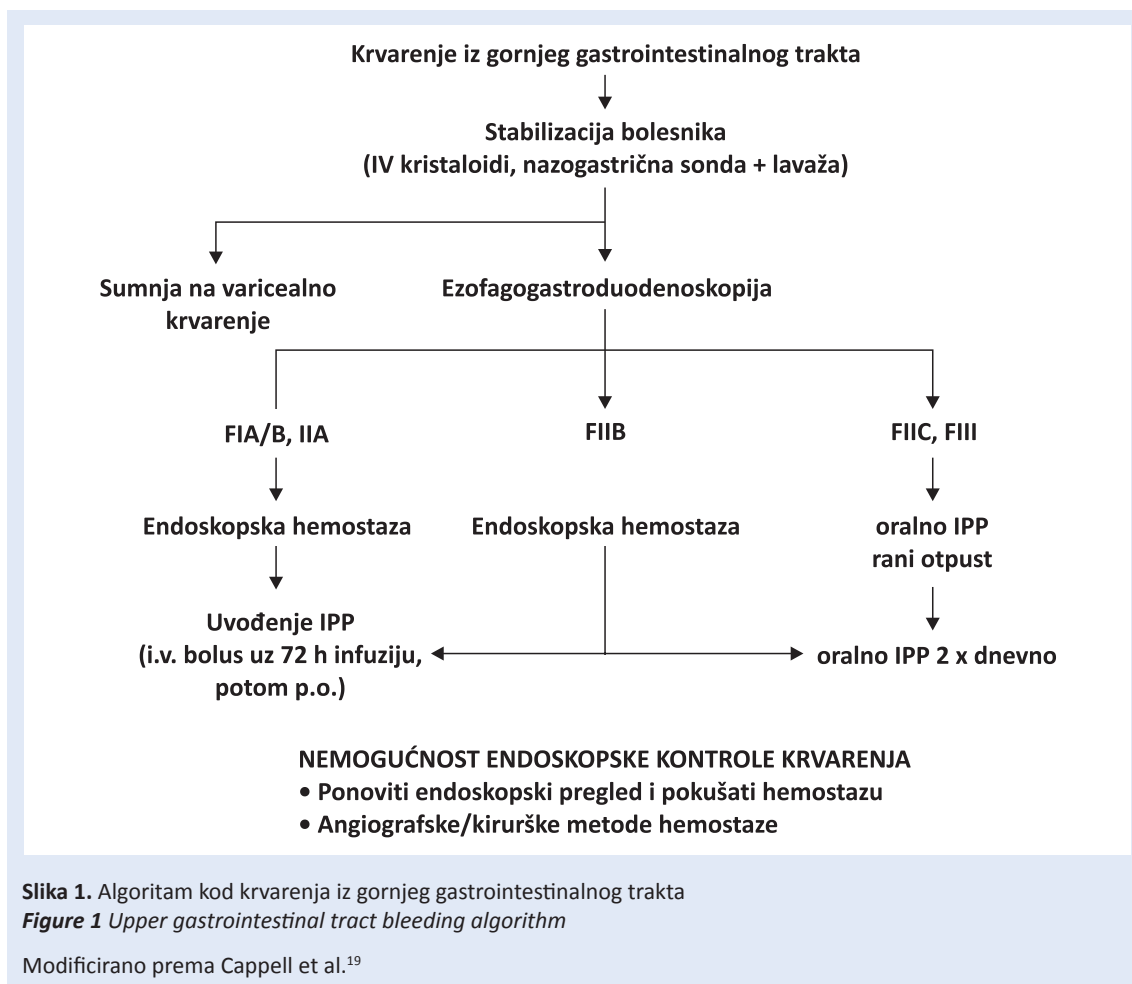 Krvarenje iz gornjeg gastrointestinalnog trakta
Stabilizacija bolesnika
(IV kristaloidi, nazogastrična sonda + lavaža)
Sumnja na varicealno
krvarenje
Ezofagogastroduodenoskopija
FIA/B, IIA
FIIB
FIIC, FIII
Endoskopska hemostaza
Endoskopska hemostaza
oralno IPP
rani otpust
Uvođenje IPP
(i.v. bolus uz 72 h infuziju,
potom p.o.)
oralno IPP 2 x dnevno
NEMOGUĆNOST ENDOSKOPSKE KONTROLE KRVARENJA
• Ponoviti endoskopski pregled i pokušati hemostazu
• Angiografske/kirurške metode hemostaze
Slika 1. Algoritam kod krvarenja iz gornjeg gastrointestinalnog trakta
Figure 1 Upper gastrointestinal tract bleeding algorithm
Modificirano prema Cappell et al.19